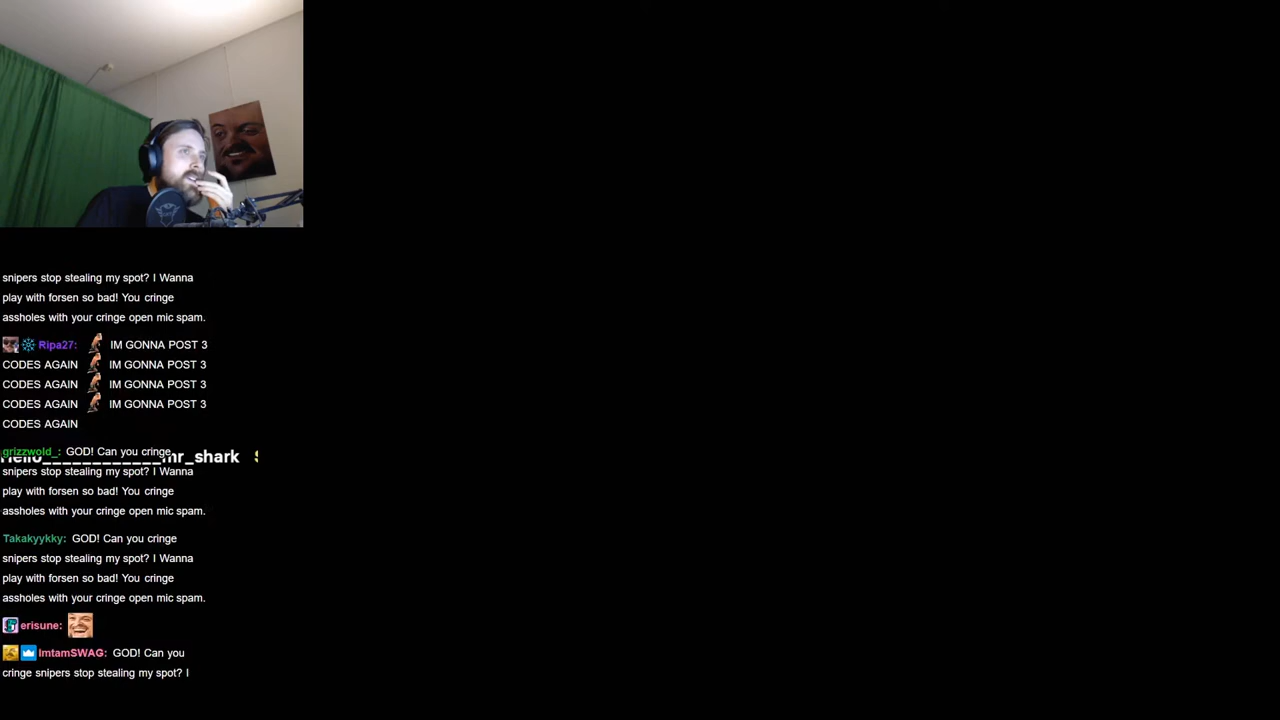 snipers stop stealing my spot? I Wanna
play with forsen so bad! You cringe
assholes with your cringe open mic spam.
Ripa27: IM GONNA POST 3
CODES AGAIN IM GONNA POST 3
CODES AGAIN IM GONNA POST 3
CODES AGAIN IM GONNA POST 3
CODES AGAIN
grizzwold_: GOD! Can you cringe
Hello____________mr_shark
snipers stop stealing my spot? I Wanna
play with forsen so bad! You cringe
assholes with your cringe open mic spam.
Takakyykky: GOD! Can you cringe
snipers stop stealing my spot? I Wanna
play with forsen so bad! You cringe
assholes with your cringe open mic spam.
erisune:
ImtamSWAG: GOD! Can you
cringe snipers stop stealing my spot? I